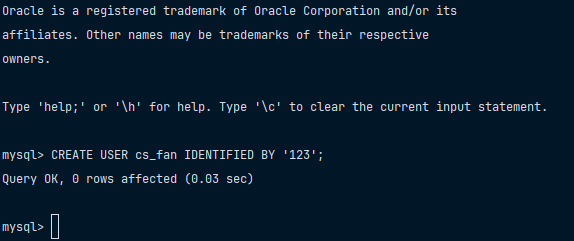 Oracle is a registered trademark of Oracle Corporation and/or its
affiliates. Other names may be trademarks of their respective
owners.
Type 'help;' or '\h' for help. Type '\c' to clear the current input statement.
mysql> CREATE USER cs_fan IDENTIFIED BY '123';
Query OK, 0 rows affected (0.03 sec)
mysql>